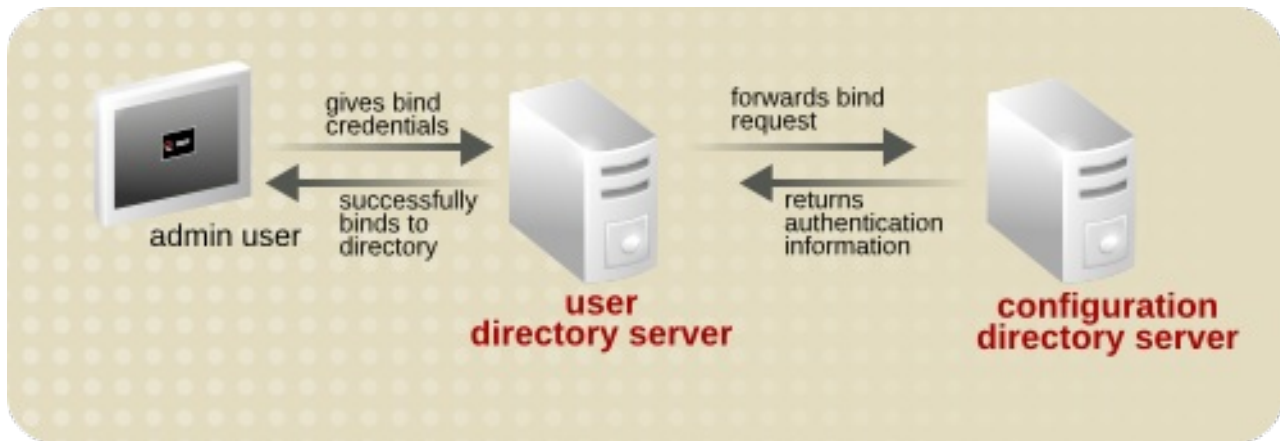 gives bind
credentials
forwards bind
request
successfully
binds to
directory
returns
authentication
information
admin user
user
directory server
configuration
directory server